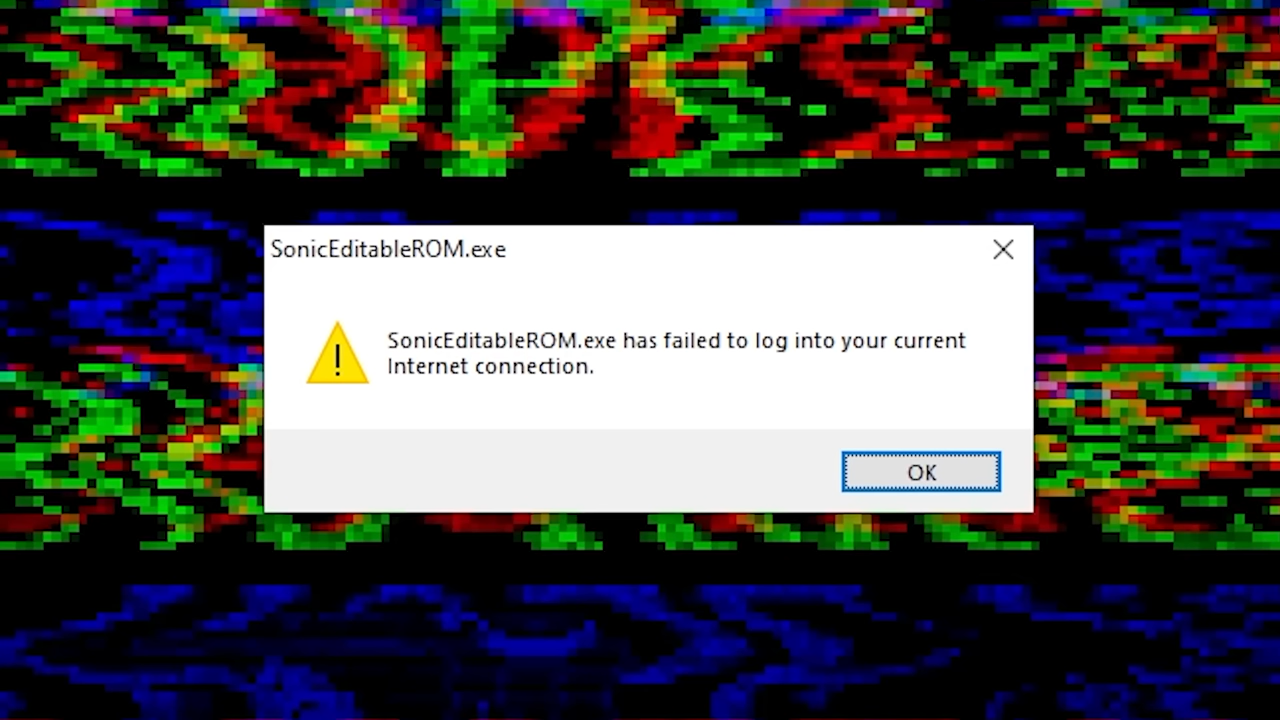 SonicEditableROM.exe
SonicEditableROM.exe has failed to log into your current
Internet connection.
OK